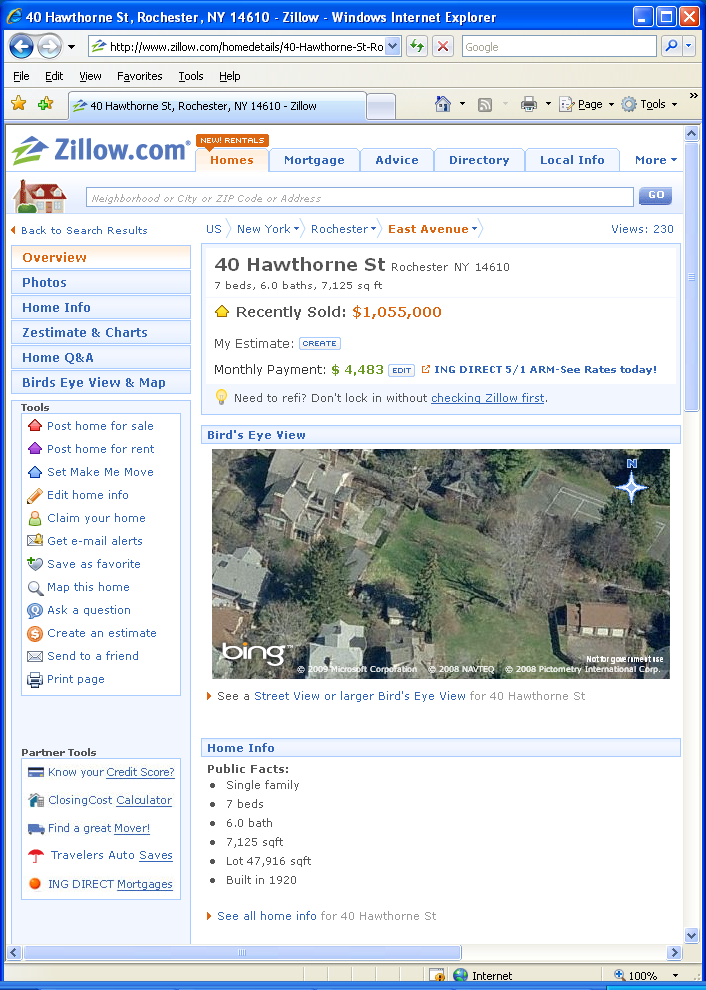 40 Hawthorne St, Rochester, NY 14610 - Zillow - Windows Internet Explorer
http://www.zillow.com/homedetails/40-Hawthorne-St-Ro
Google
File Edit View Favorites Tools Help
40 Hawthorne St, Rochester, NY 14610 - Zillow
Page Tools
Zillow.com®
NEW! RENTALS
Homes Mortgage Advice Directory Local Info More
Neighborhood or City or ZIP Code or Address
GO
Back to Search Results
US New York Rochester East Avenue Views: 230
Overview
Photos
Home Info
Zestimate & Charts
Home Q&A
Birds Eye View & Map
Tools
Post home for sale
Post home for rent
Set Make Me Move
Edit home info
Claim your home
Get e-mail alerts
Save as favorite
Map this home
Ask a question
Create an estimate
Send to a friend
Print page
Partner Tools
Know your Credit Score?
ClosingCost Calculator
Find a great Mover!
Travelers Auto Saves
ING DIRECT Mortgages
40 Hawthorne St Rochester NY 14610
7 beds, 6.0 baths, 7,125 sq ft
Recently Sold: $1,055,000
My Estimate: CREATE
Monthly Payment: $ 4,483 EDIT ING DIRECT 5/1 ARM-See Rates today!
Need to refi? Don't lock in without checking Zillow first.
Bird's Eye View
N
bing™
Not for government use
© 2009 Microsoft Corporation © 2008 NAVTEQ © 2008 Pictometry International Corp.
See a Street View or larger Bird's Eye View for 40 Hawthorne St
Home Info
Public Facts:
Single family
7 beds
6.0 bath
7,125 sqft
Lot 47,916 sqft
Built in 1920
See all home info for 40 Hawthorne St
Internet 100%